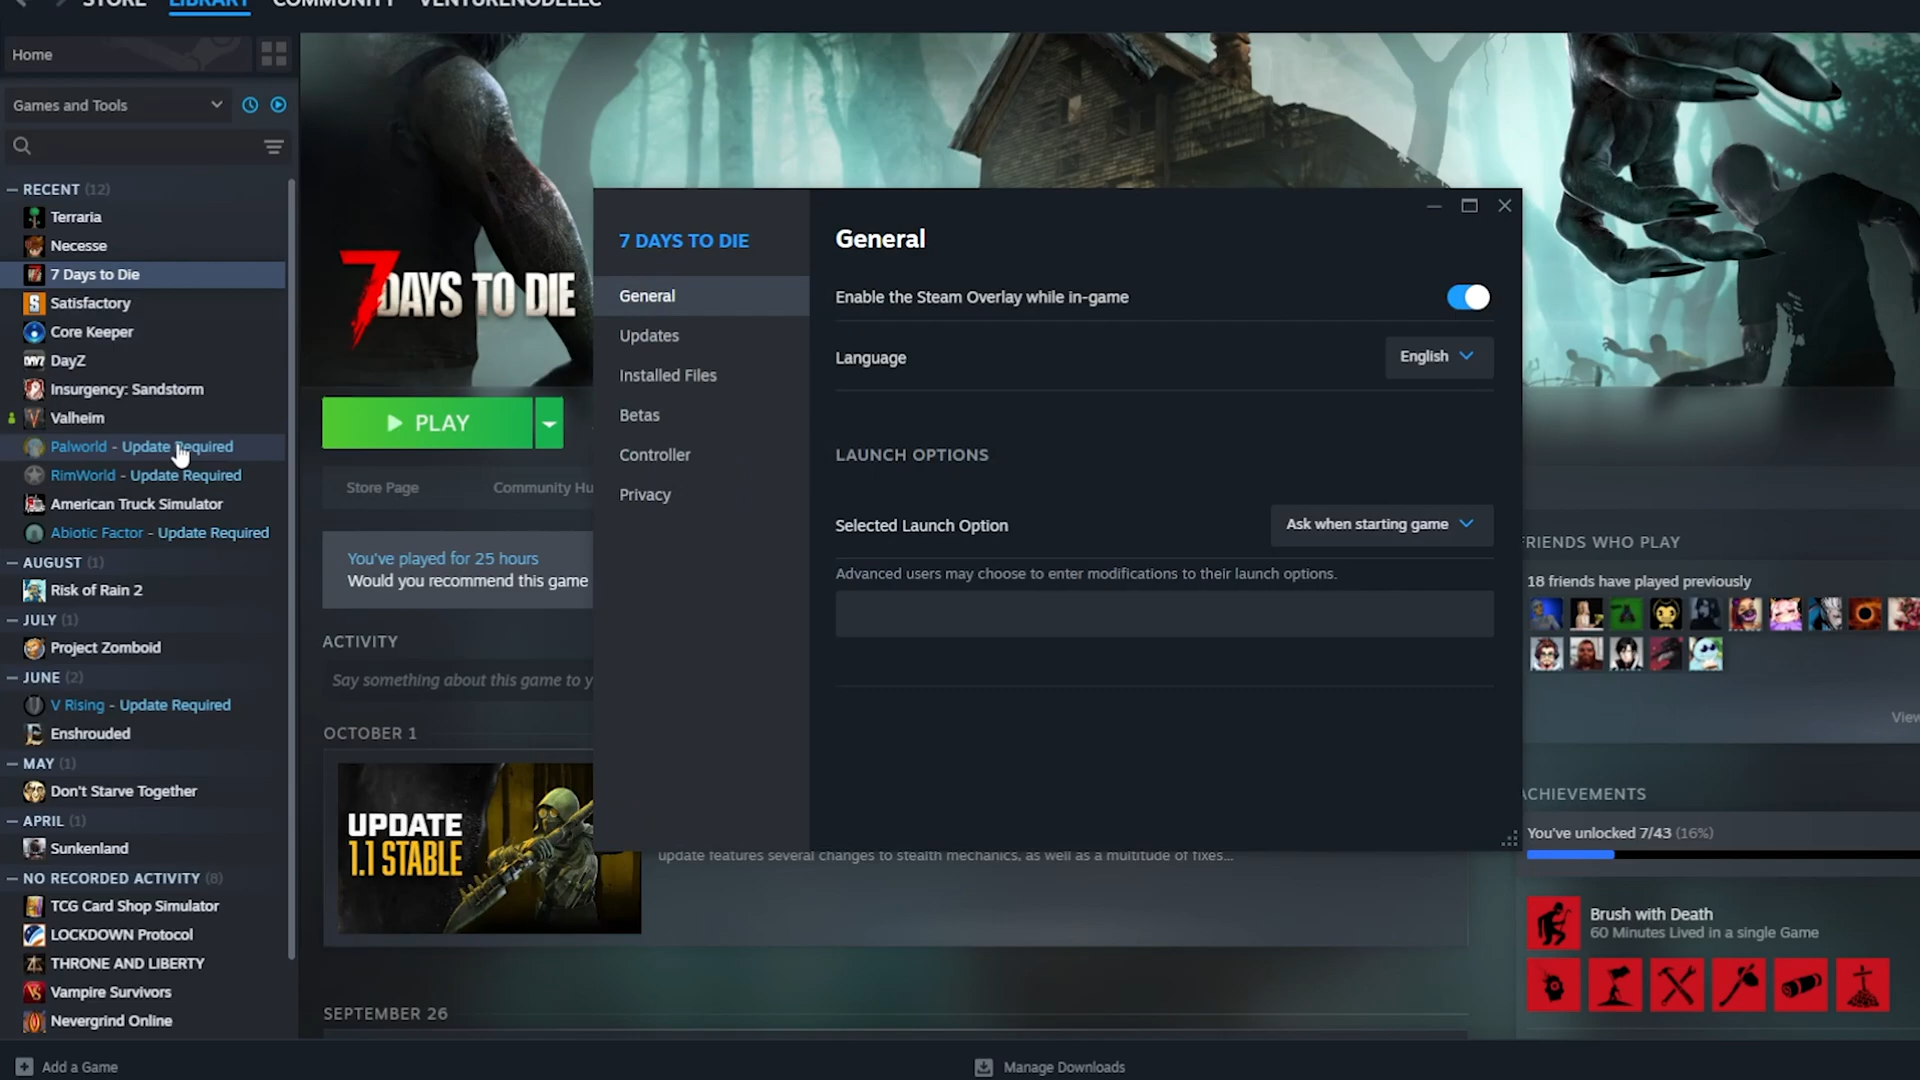 STORE LIBRARY COMMUNITY VENTURENODELLC
Home
Games and Tools
— RECENT (12)
Terraria
Necesse
7 Days to Die
Satisfactory
Core Keeper
DayZ
Insurgency: Sandstorm
Valheim
Palworld - Update Required
RimWorld - Update Required
American Truck Simulator
Abiotic Factor - Update Required
— AUGUST (1)
Risk of Rain 2
— JULY (1)
Project Zomboid
— JUNE (2)
V Rising - Update Required
Enshrouded
— MAY (1)
Don't Starve Together
— APRIL (1)
Sunkenland
— NO RECORDED ACTIVITY (8)
TCG Card Shop Simulator
LOCKDOWN Protocol
THRONE AND LIBERTY
Vampire Survivors
Nevergrind Online
Add a Game
7 DAYS TO DIE
PLAY
Store Page
Community Hu
You've played for 25 hours
Would you recommend this game
ACTIVITY
Say something about this game to y
OCTOBER 1
UPDATE
1.1 STABLE
update features several changes to stealth mechanics, as well as a multitude of fixes...
SEPTEMBER 26
7 DAYS TO DIE
General
Updates
Installed Files
Betas
Controller
Privacy
General
Enable the Steam Overlay while in-game
Language
English
LAUNCH OPTIONS
Selected Launch Option
Ask when starting game
Advanced users may choose to enter modifications to their launch options.
RIENDS WHO PLAY
18 friends have played previously
View
ACHIEVEMENTS
You've unlocked 7/43 (16%)
Brush with Death
60 Minutes Lived in a single Game
Manage Downloads